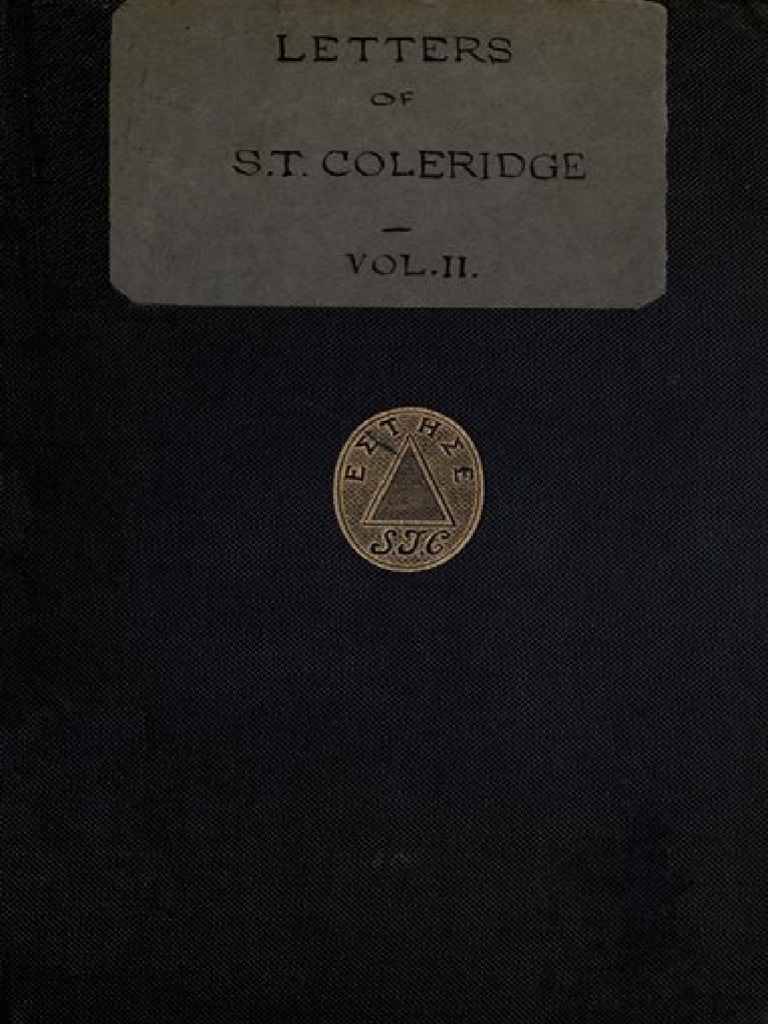 LETTERS
OF
S.T. COLERIDGE
VOL.II.
ΕΣΤΗΣΕ
S.T.C